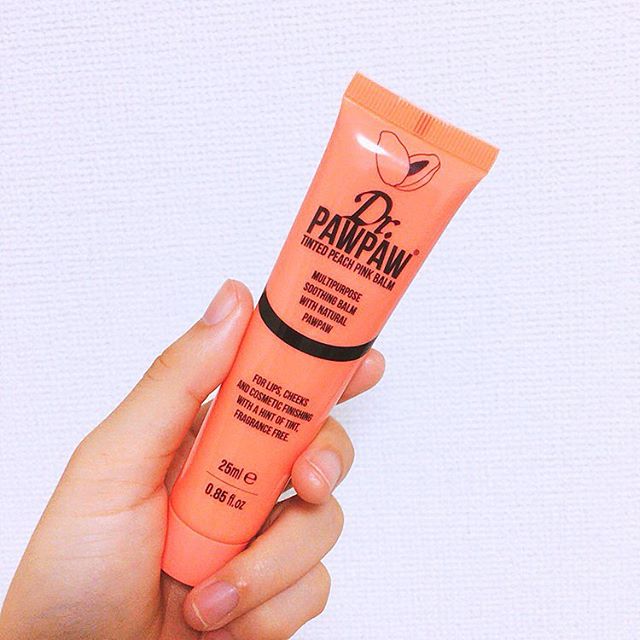 Dr.
PAWPAW®
TINTED PEACH PINK BALM
MULTIPURPOSE
SOOTHING BALM
WITH NATURAL
PAWPAW
FOR LIPS, CHEEKS
AND COSMETIC FINISHING
WITH A HINT OF TINT,
FRAGRANCE FREE.
25ml ℮
0.85 fl.oz